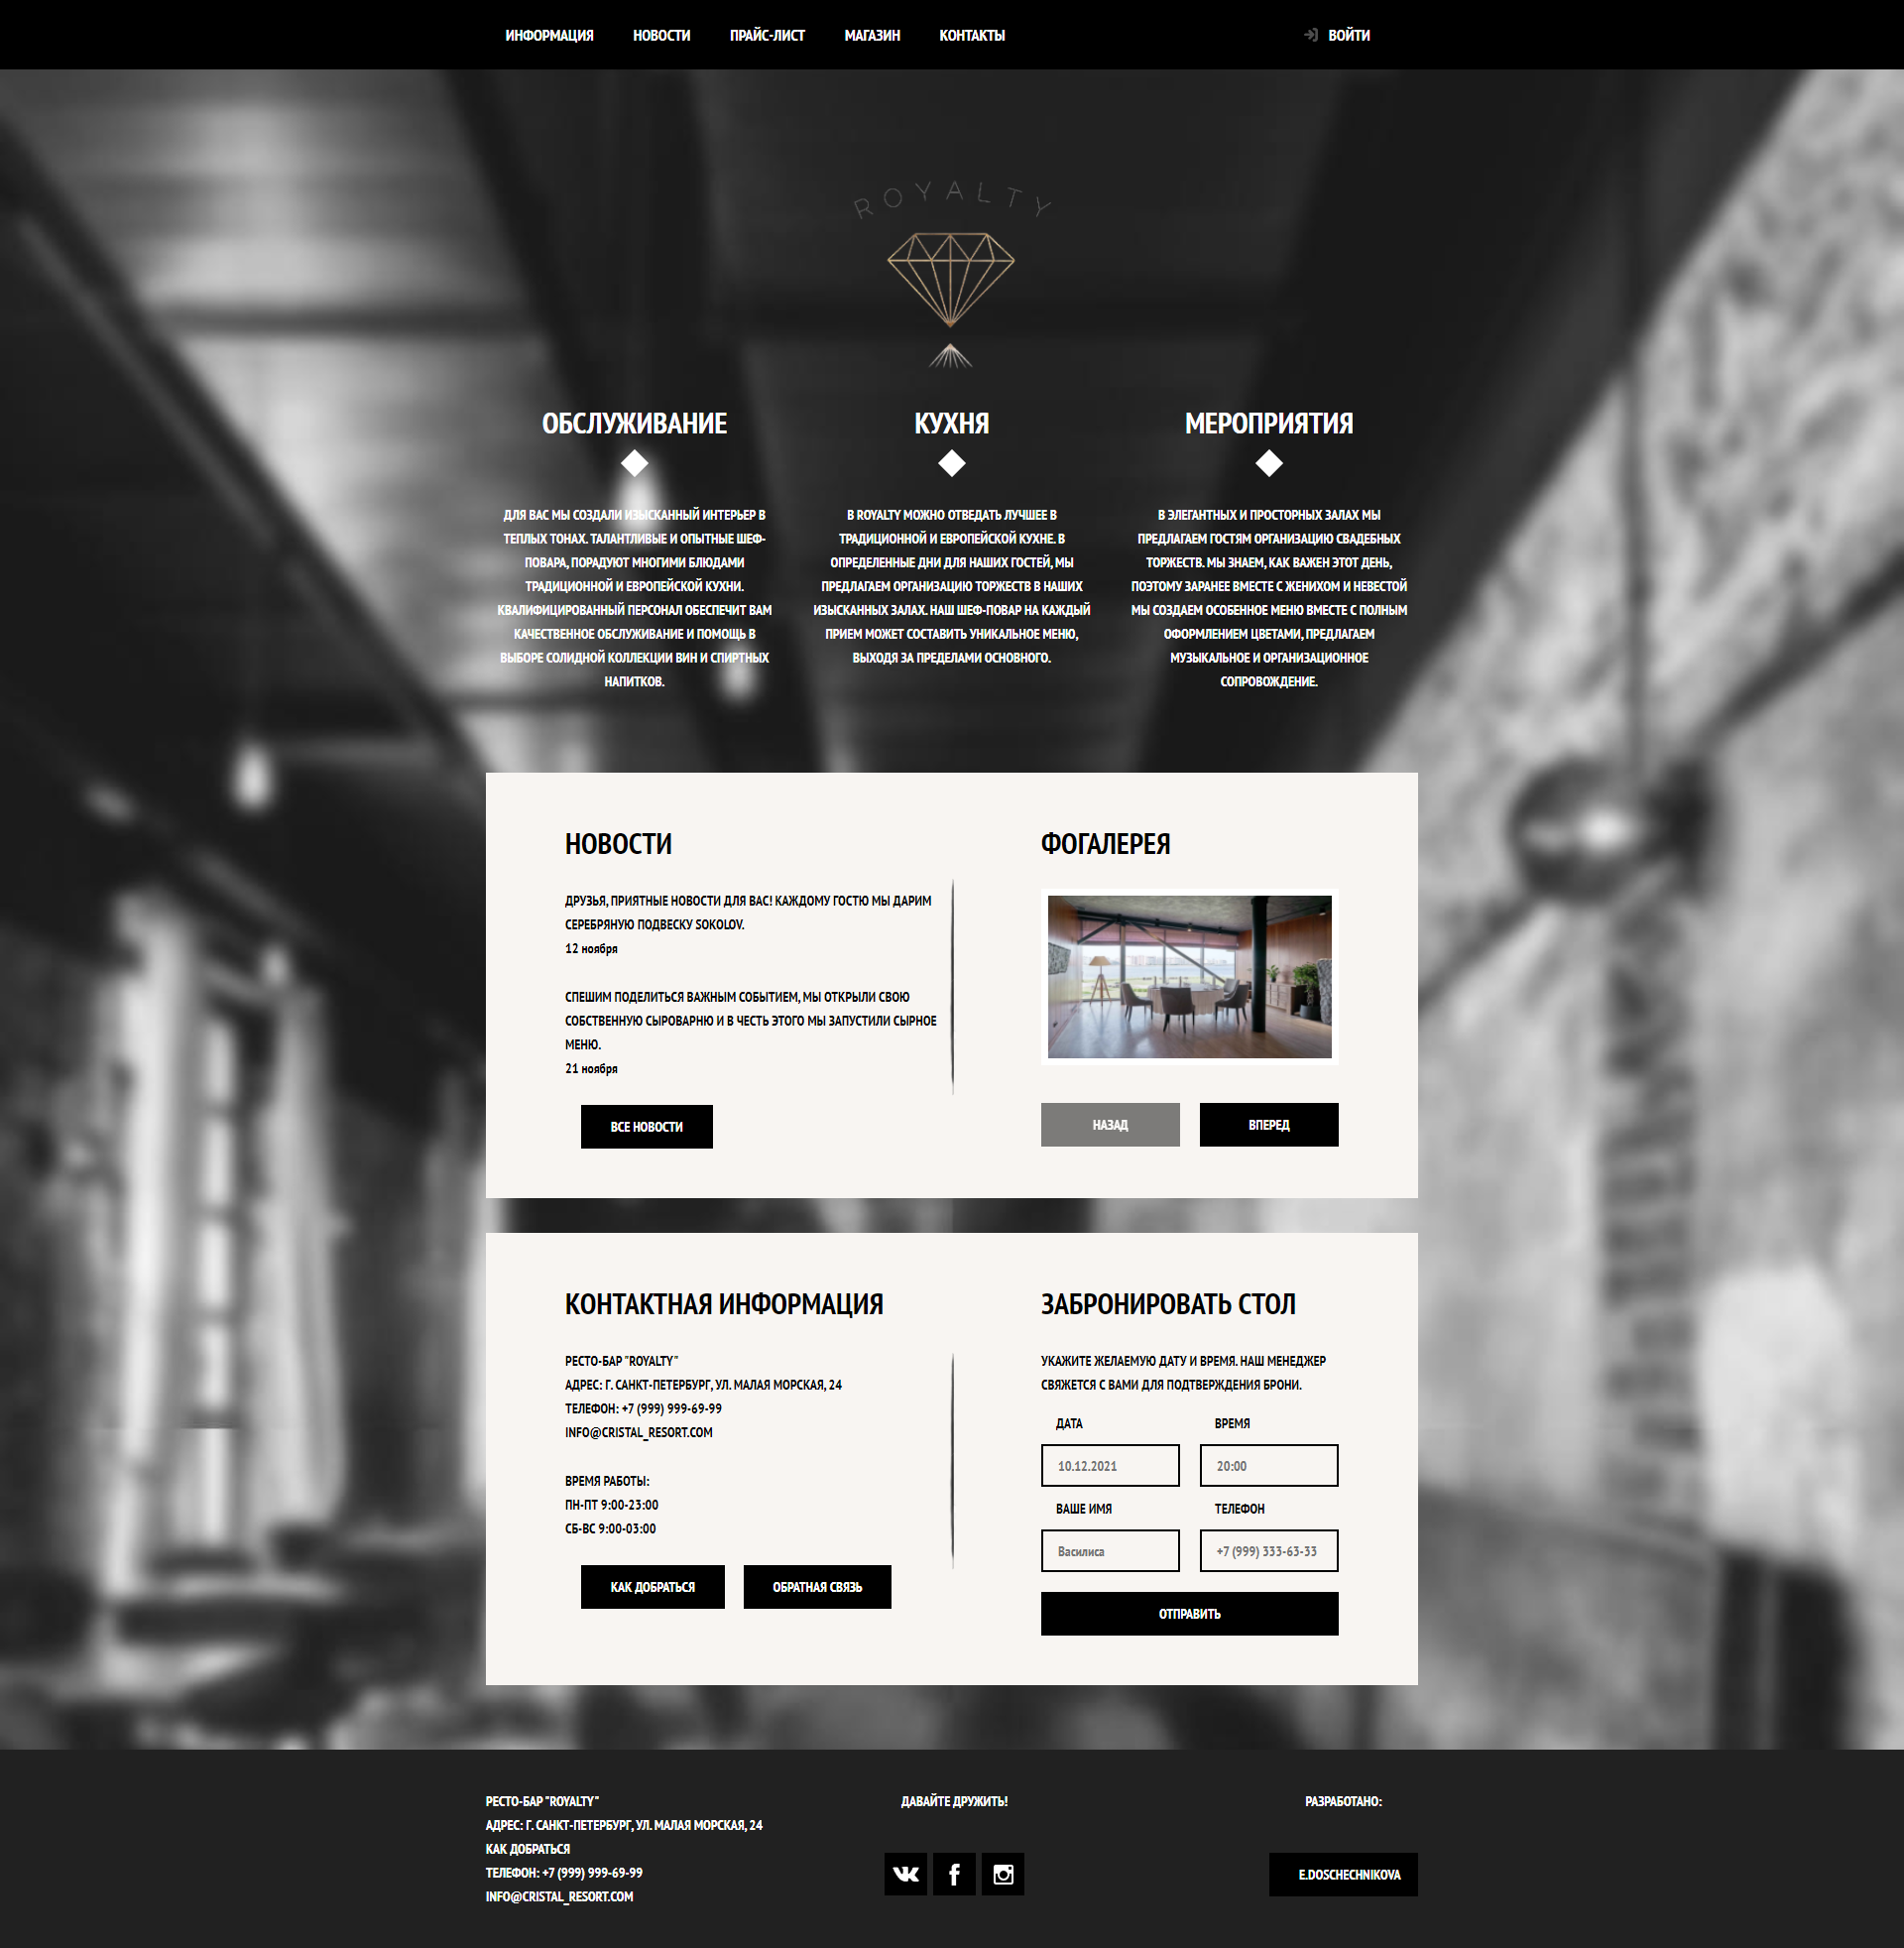 ИНФОРМАЦИЯ НОВОСТИ ПРАЙС-ЛИСТ МАГАЗИН КОНТАКТЫ ВОЙТИ
ROYALTY
ОБСЛУЖИВАНИЕ
ДЛЯ ВАС МЫ СОЗДАЛИ ИЗЫСКАННЫЙ ИНТЕРЬЕР В
ТЕПЛЫХ ТОНАХ. ТАЛАНТЛИВЫЕ И ОПЫТНЫЕ ШЕФ-
ПОВАРА, ПОРАДУЮТ МНОГИМИ БЛЮДАМИ
ТРАДИЦИОННОЙ И ЕВРОПЕЙСКОЙ КУХНИ.
КВАЛИФИЦИРОВАННЫЙ ПЕРСОНАЛ ОБЕСПЕЧИТ ВАМ
КАЧЕСТВЕННОЕ ОБСЛУЖИВАНИЕ И ПОМОЩЬ В
ВЫБОРЕ СОЛИДНОЙ КОЛЛЕКЦИИ ВИН И СПИРТНЫХ
НАПИТКОВ.
КУХНЯ
В ROYALTY МОЖНО ОТВЕДАТЬ ЛУЧШЕЕ В
ТРАДИЦИОННОЙ И ЕВРОПЕЙСКОЙ КУХНЕ. В
ОПРЕДЕЛЕННЫЕ ДНИ ДЛЯ НАШИХ ГОСТЕЙ, МЫ
ПРЕДЛАГАЕМ ОРГАНИЗАЦИЮ ТОРЖЕСТВ В НАШИХ
ИЗЫСКАННЫХ ЗАЛАХ. НАШ ШЕФ-ПОВАР НА КАЖДЫЙ
ПРИЕМ МОЖЕТ СОСТАВИТЬ УНИКАЛЬНОЕ МЕНЮ,
ВЫХОДЯ ЗА ПРЕДЕЛАМИ ОСНОВНОГО.
МЕРОПРИЯТИЯ
В ЭЛЕГАНТНЫХ И ПРОСТОРНЫХ ЗАЛАХ МЫ
ПРЕДЛАГАЕМ ГОСТЯМ ОРГАНИЗАЦИЮ СВАДЕБНЫХ
ТОРЖЕСТВ. МЫ ЗНАЕМ, КАК ВАЖЕН ЭТОТ ДЕНЬ,
ПОЭТОМУ ЗАРАНЕЕ ВМЕСТЕ С ЖЕНИХОМ И НЕВЕСТОЙ
МЫ СОЗДАЕМ ОСОБЕННОЕ МЕНЮ ВМЕСТЕ С ПОЛНЫМ
ОФОРМЛЕНИЕМ ЦВЕТАМИ, ПРЕДЛАГАЕМ
МУЗЫКАЛЬНОЕ И ОРГАНИЗАЦИОННОЕ
СОПРОВОЖДЕНИЕ.
НОВОСТИ
ДРУЗЬЯ, ПРИЯТНЫЕ НОВОСТИ ДЛЯ ВАС! КАЖДОМУ ГОСТЮ МЫ ДАРИМ
СЕРЕБРЯНУЮ ПОДВЕСКУ SOKOLOV.
12 ноября
СПЕШИМ ПОДЕЛИТЬСЯ ВАЖНЫМ СОБЫТИЕМ, МЫ ОТКРЫЛИ СВОЮ
СОБСТВЕННУЮ СЫРОВАРНЮ И В ЧЕСТЬ ЭТОГО МЫ ЗАПУСТИЛИ СЫРНОЕ
МЕНЮ.
21 ноября
ВСЕ НОВОСТИ
ФОГАЛЕРЕЯ
НАЗАД ВПЕРЕД
КОНТАКТНАЯ ИНФОРМАЦИЯ
РЕСТО-БАР "ROYALTY"
АДРЕС: Г. САНКТ-ПЕТЕРБУРГ, УЛ. МАЛАЯ МОРСКАЯ, 24
ТЕЛЕФОН: +7 (999) 999-69-99
INFO@CRISTAL_RESORT.COM
ВРЕМЯ РАБОТЫ:
ПН-ПТ 9:00-23:00
СБ-ВС 9:00-03:00
КАК ДОБРАТЬСЯ ОБРАТНАЯ СВЯЗЬ
ЗАБРОНИРОВАТЬ СТОЛ
УКАЖИТЕ ЖЕЛАЕМУЮ ДАТУ И ВРЕМЯ. НАШ МЕНЕДЖЕР
СВЯЖЕТСЯ С ВАМИ ДЛЯ ПОДТВЕРЖДЕНИЯ БРОНИ.
ДАТА ВРЕМЯ
10.12.2021 20:00
ВАШЕ ИМЯ ТЕЛЕФОН
Василиса +7 (999) 333-63-33
ОТПРАВИТЬ
РЕСТО-БАР "ROYALTY"
АДРЕС: Г. САНКТ-ПЕТЕРБУРГ, УЛ. МАЛАЯ МОРСКАЯ, 24
КАК ДОБРАТЬСЯ
ТЕЛЕФОН: +7 (999) 999-69-99
INFO@CRISTAL_RESORT.COM
ДАВАЙТЕ ДРУЖИТЬ!
РАЗРАБОТАНО:
E.DOSCHECHNIKOVA